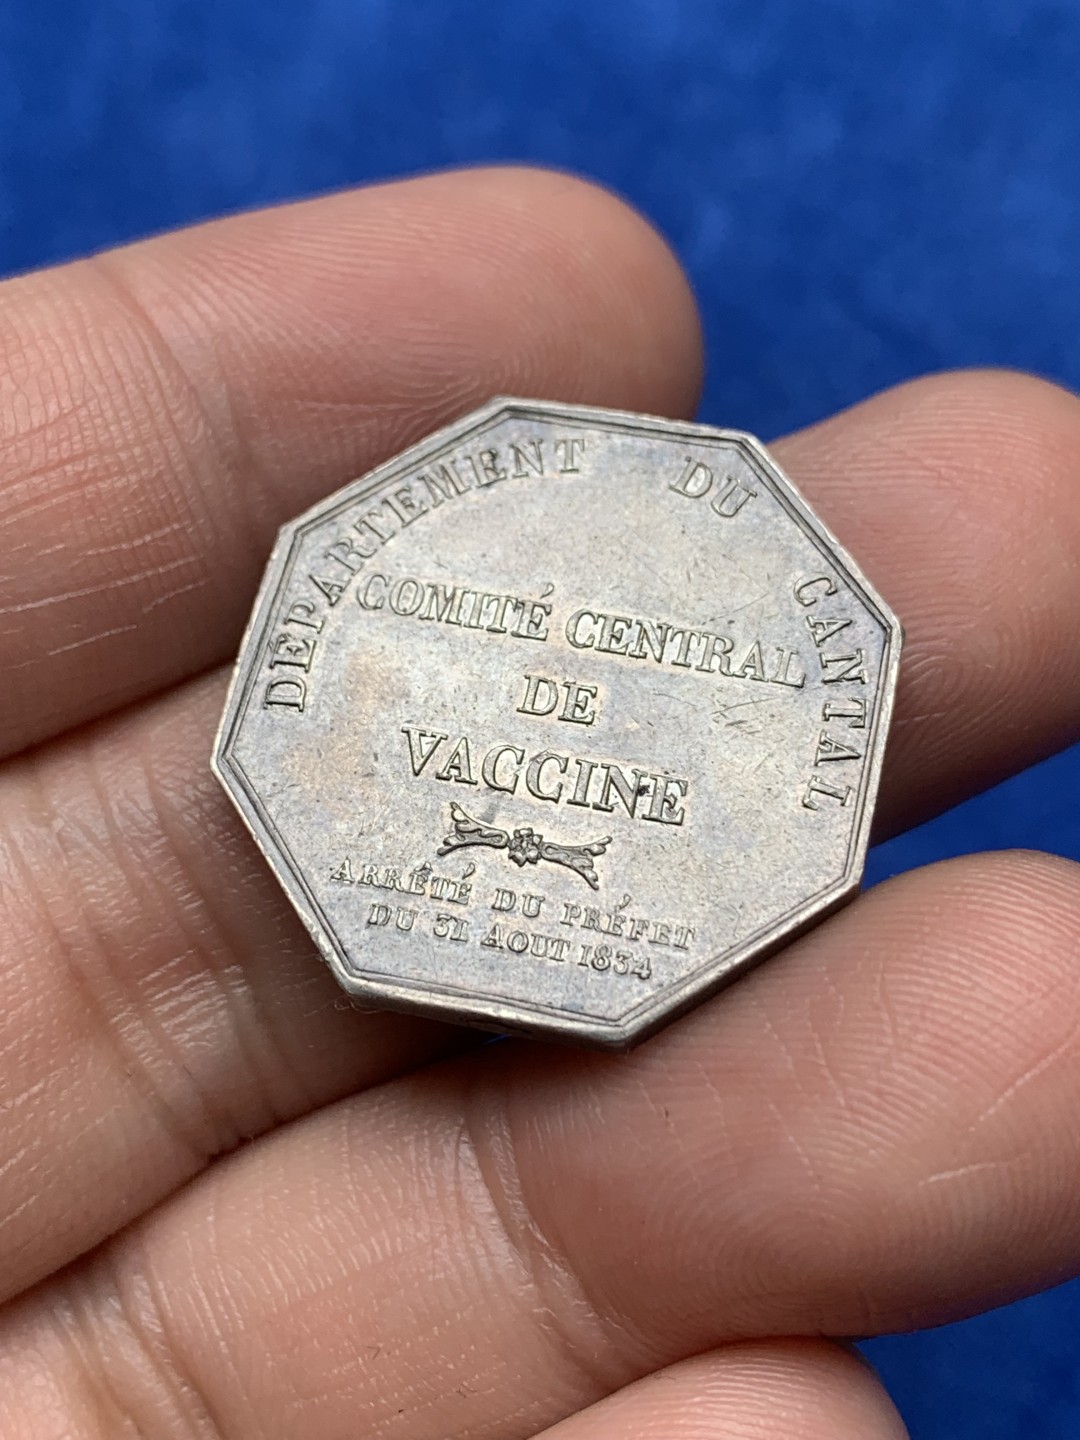 DÉPARTEMENT DU CANTAL
COMITÉ CENTRAL
DE
VACCINE
ARRÊTÉ DU PRÉFET
DU 31 AOUT 1834